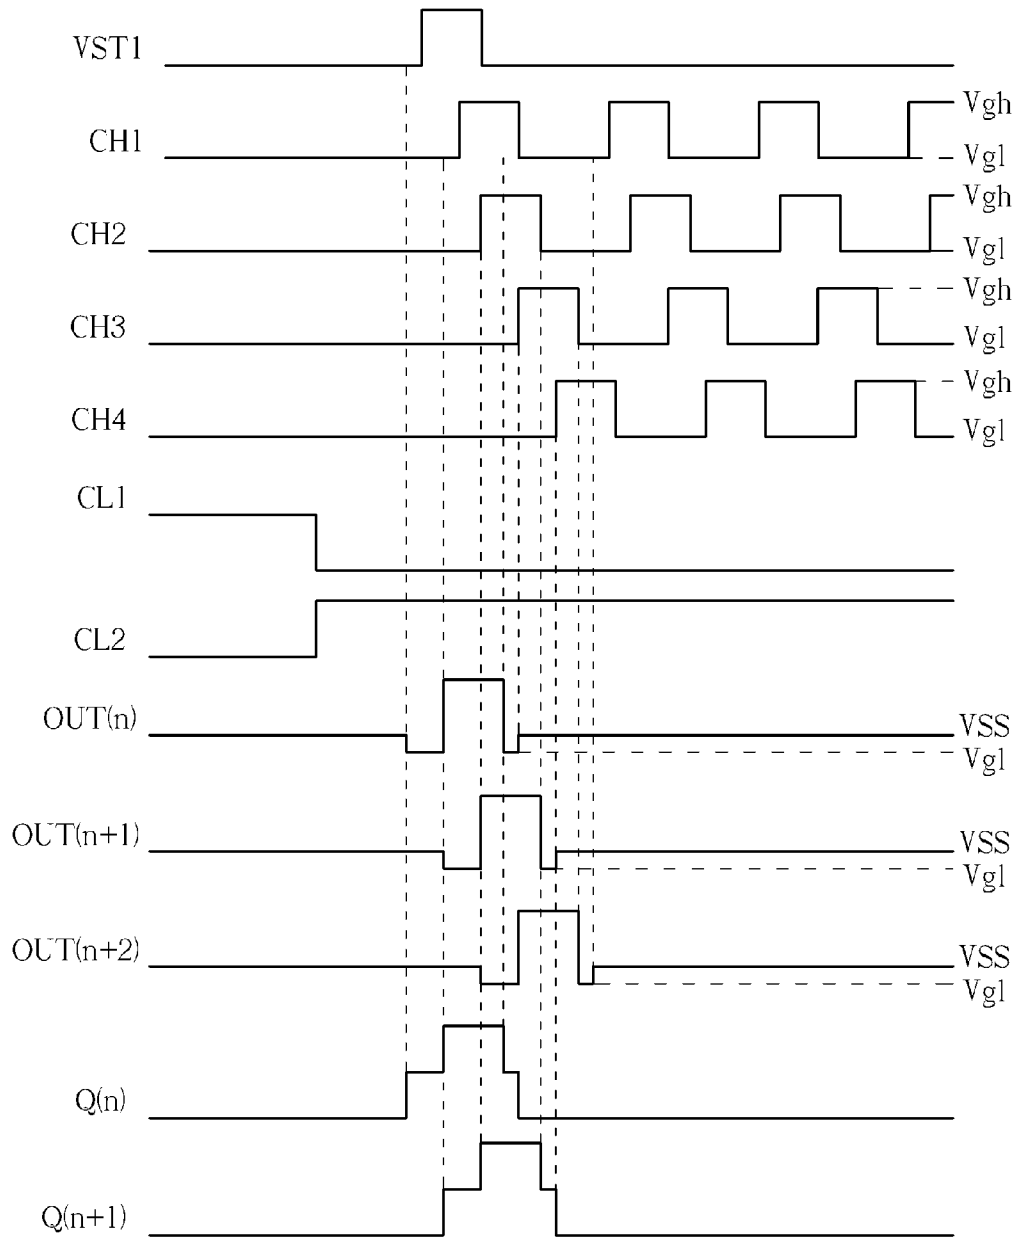 VST1
CH1
Vgh
Vgl
CH2
Vgh
Vgl
CH3
Vgh
Vgl
CH4
Vgh
Vgl
CL1
CL2
OUT(n)
VSS
Vgl
OUT(n+1)
VSS
Vgl
OUT(n+2)
VSS
Vgl
Q(n)
Q(n+1)